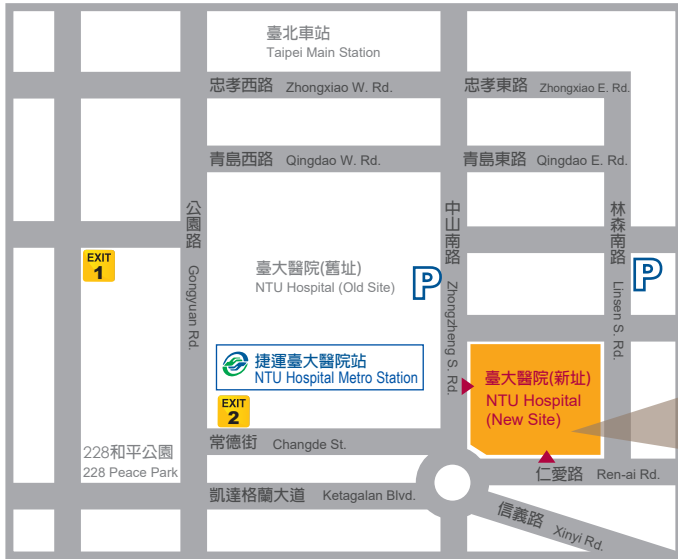 臺北車站
Taipei Main Station
忠孝西路 Zhongxiao W. Rd.
忠孝東路 Zhongxiao E. Rd.
青島西路 Qingdao W. Rd.
青島東路 Qingdao E. Rd.
公園路 Gongyuan Rd.
中山南路 Zhongzheng S. Rd.
林森南路 Linsen S. Rd.
EXIT
1
臺大醫院(舊址)
NTU Hospital (Old Site)
P
P
捷運臺大醫院站
NTU Hospital Metro Station
臺大醫院(新址)
NTU Hospital
(New Site)
EXIT
2
228和平公園
228 Peace Park
常德街 Changde St.
仁愛路 Ren-ai Rd.
凱達格蘭大道 Ketagalan Blvd.
信義路 Xinyi Rd.